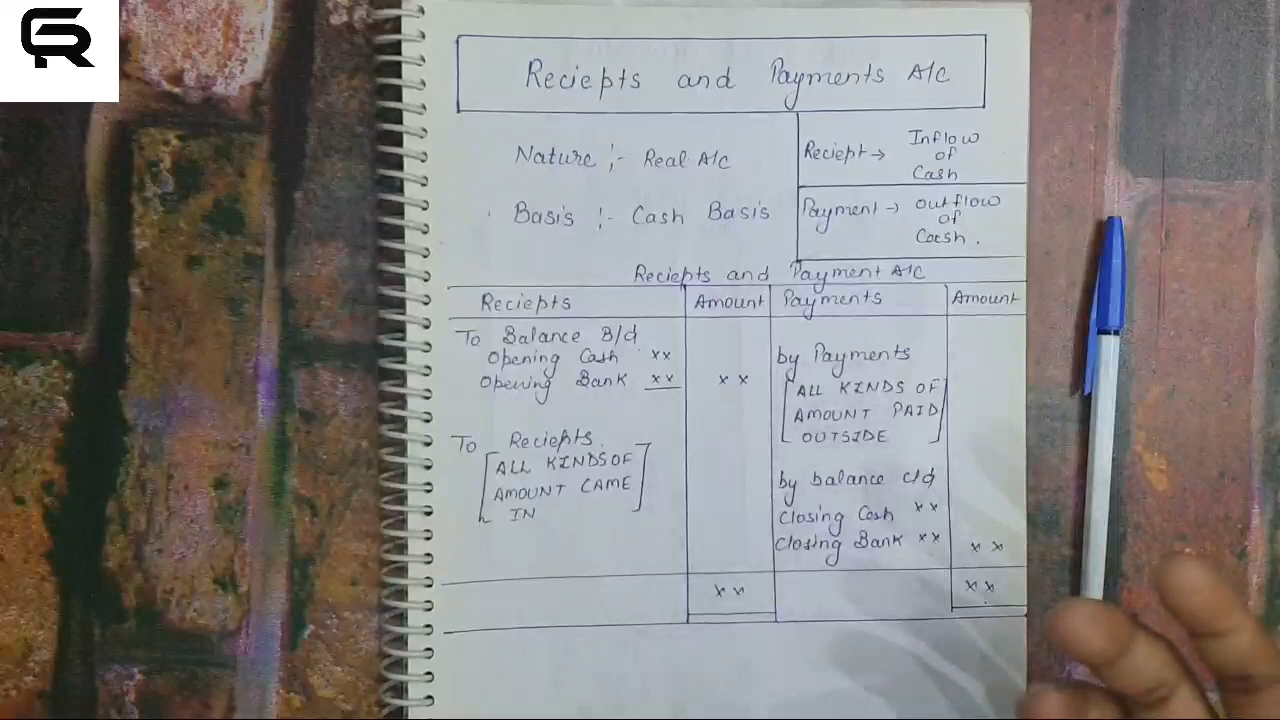 GR
Reciepts and Payments A/c
Nature :- Real A/c
Basis :- Cash Basis
Reciept → Inflow
of
Cash
Payment → outflow
of
Cash.
Reciepts and Payment A/c
Reciepts Amount Payments Amount
To Balance B/d
Opening Cash xx
Opening Bank xx xx
To Reciepts.
[ALL KINDS OF
AMOUNT CAME
IN]
by Payments
[ALL KINDS OF
AMOUNT PAID
OUTSIDE]
by balance c/d
Closing Cash xx
Closing Bank xx xx
xx xx